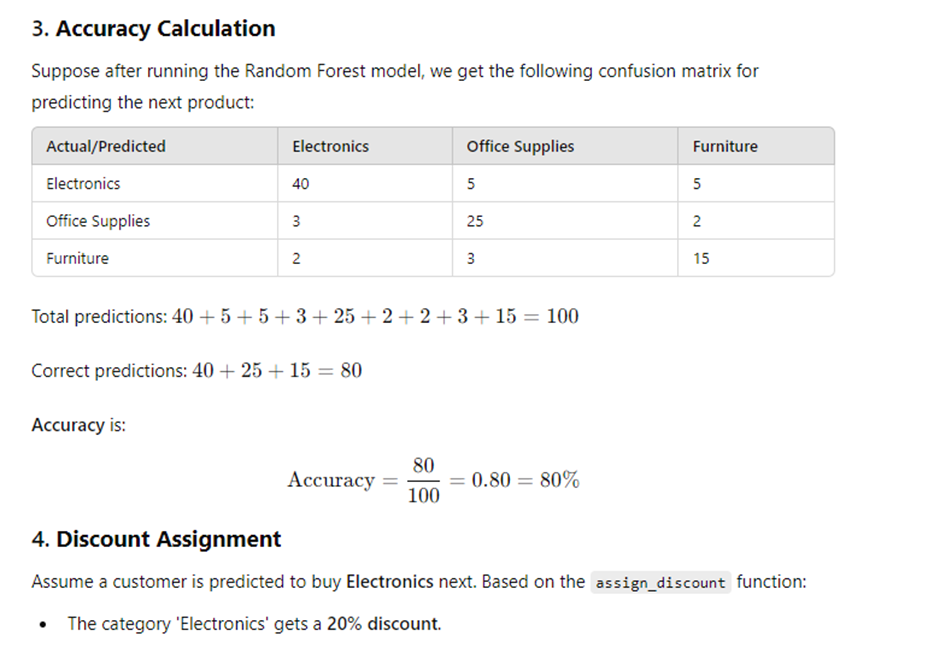 3. Accuracy Calculation
Suppose after running the Random Forest model, we get the following confusion matrix for
predicting the next product:
Actual/Predicted Electronics Office Supplies Furniture
Electronics 40 5 5
Office Supplies 3 25 2
Furniture 2 3 15
Total predictions: 40 + 5 + 5 + 3 + 25 + 2 + 2 + 3 + 15 = 100
Correct predictions: 40 + 25 + 15 = 80
Accuracy is:
Accuracy = 80/100 = 0.80 = 80%
4. Discount Assignment
Assume a customer is predicted to buy Electronics next. Based on the assign_discount function:
• The category 'Electronics' gets a 20% discount.